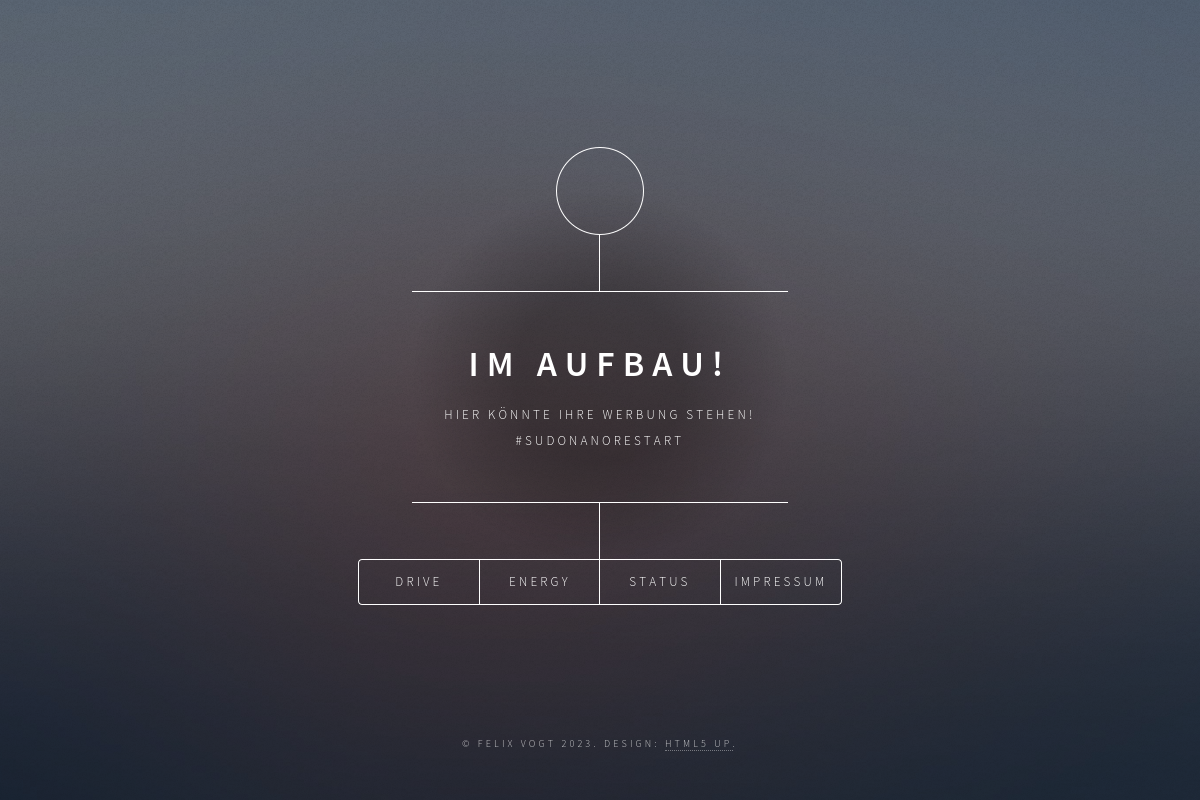 IM AUFBAU!
HIER KÖNNTE IHRE WERBUNG STEHEN!
#SUDONANORESTART
DRIVE ENERGY STATUS IMPRESSUM
© FELIX VOGT 2023. DESIGN: HTML5 UP.